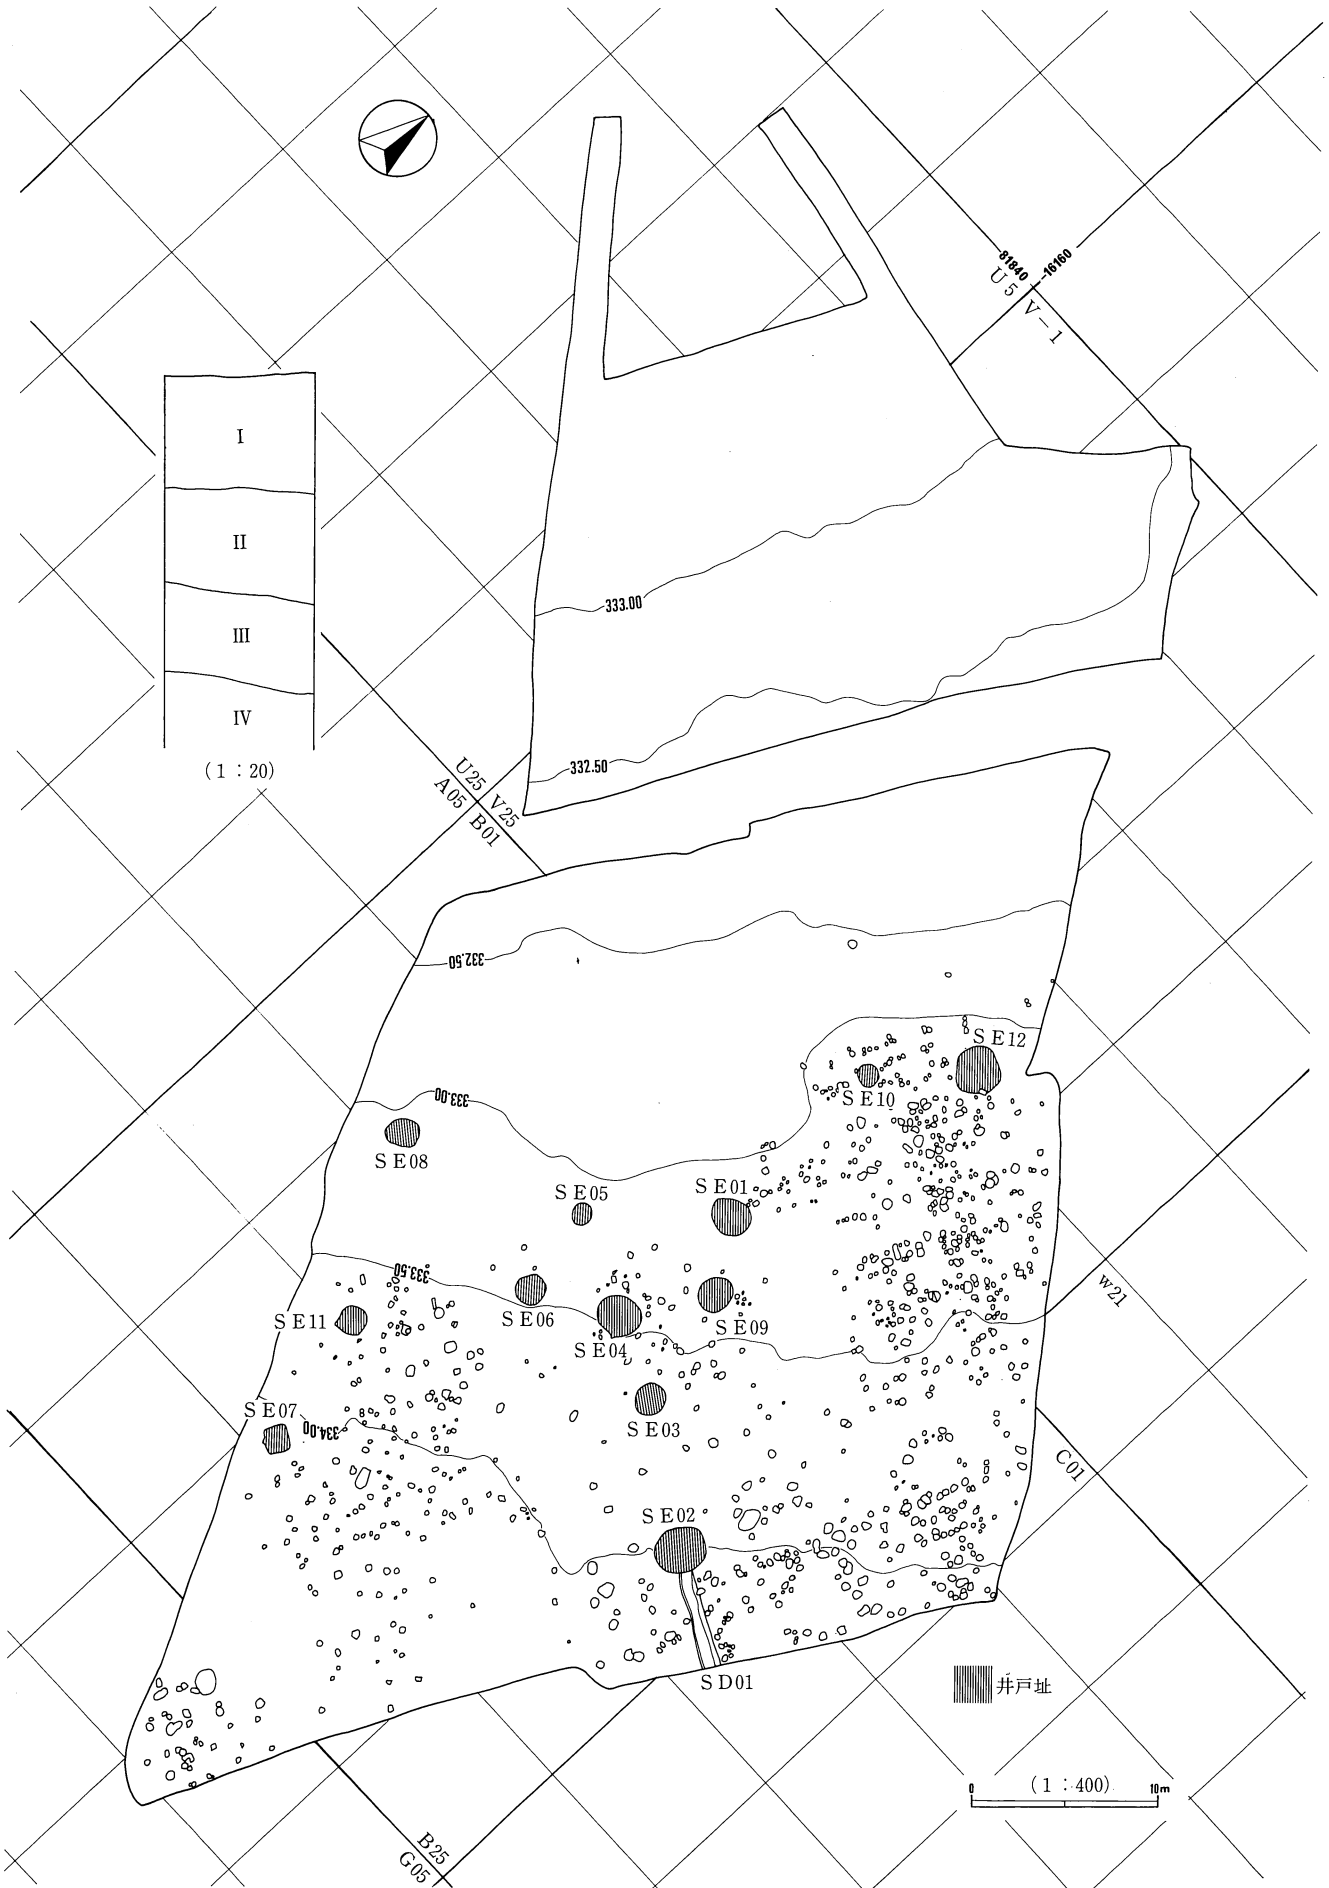 81840
-16160
U5
V-1
I
II
III
IV
(1:20)
333.00
332.50
U25
V25
A05
B01
332.50
333.00
SE12
SE10
SE08
SE05
SE01
333.50
SE11
SE06
SE04
SE09
w21
SE07
334.00
SE03
C01
SE02
SD01
井戸址
0
(1:400)
10m
B25
G05